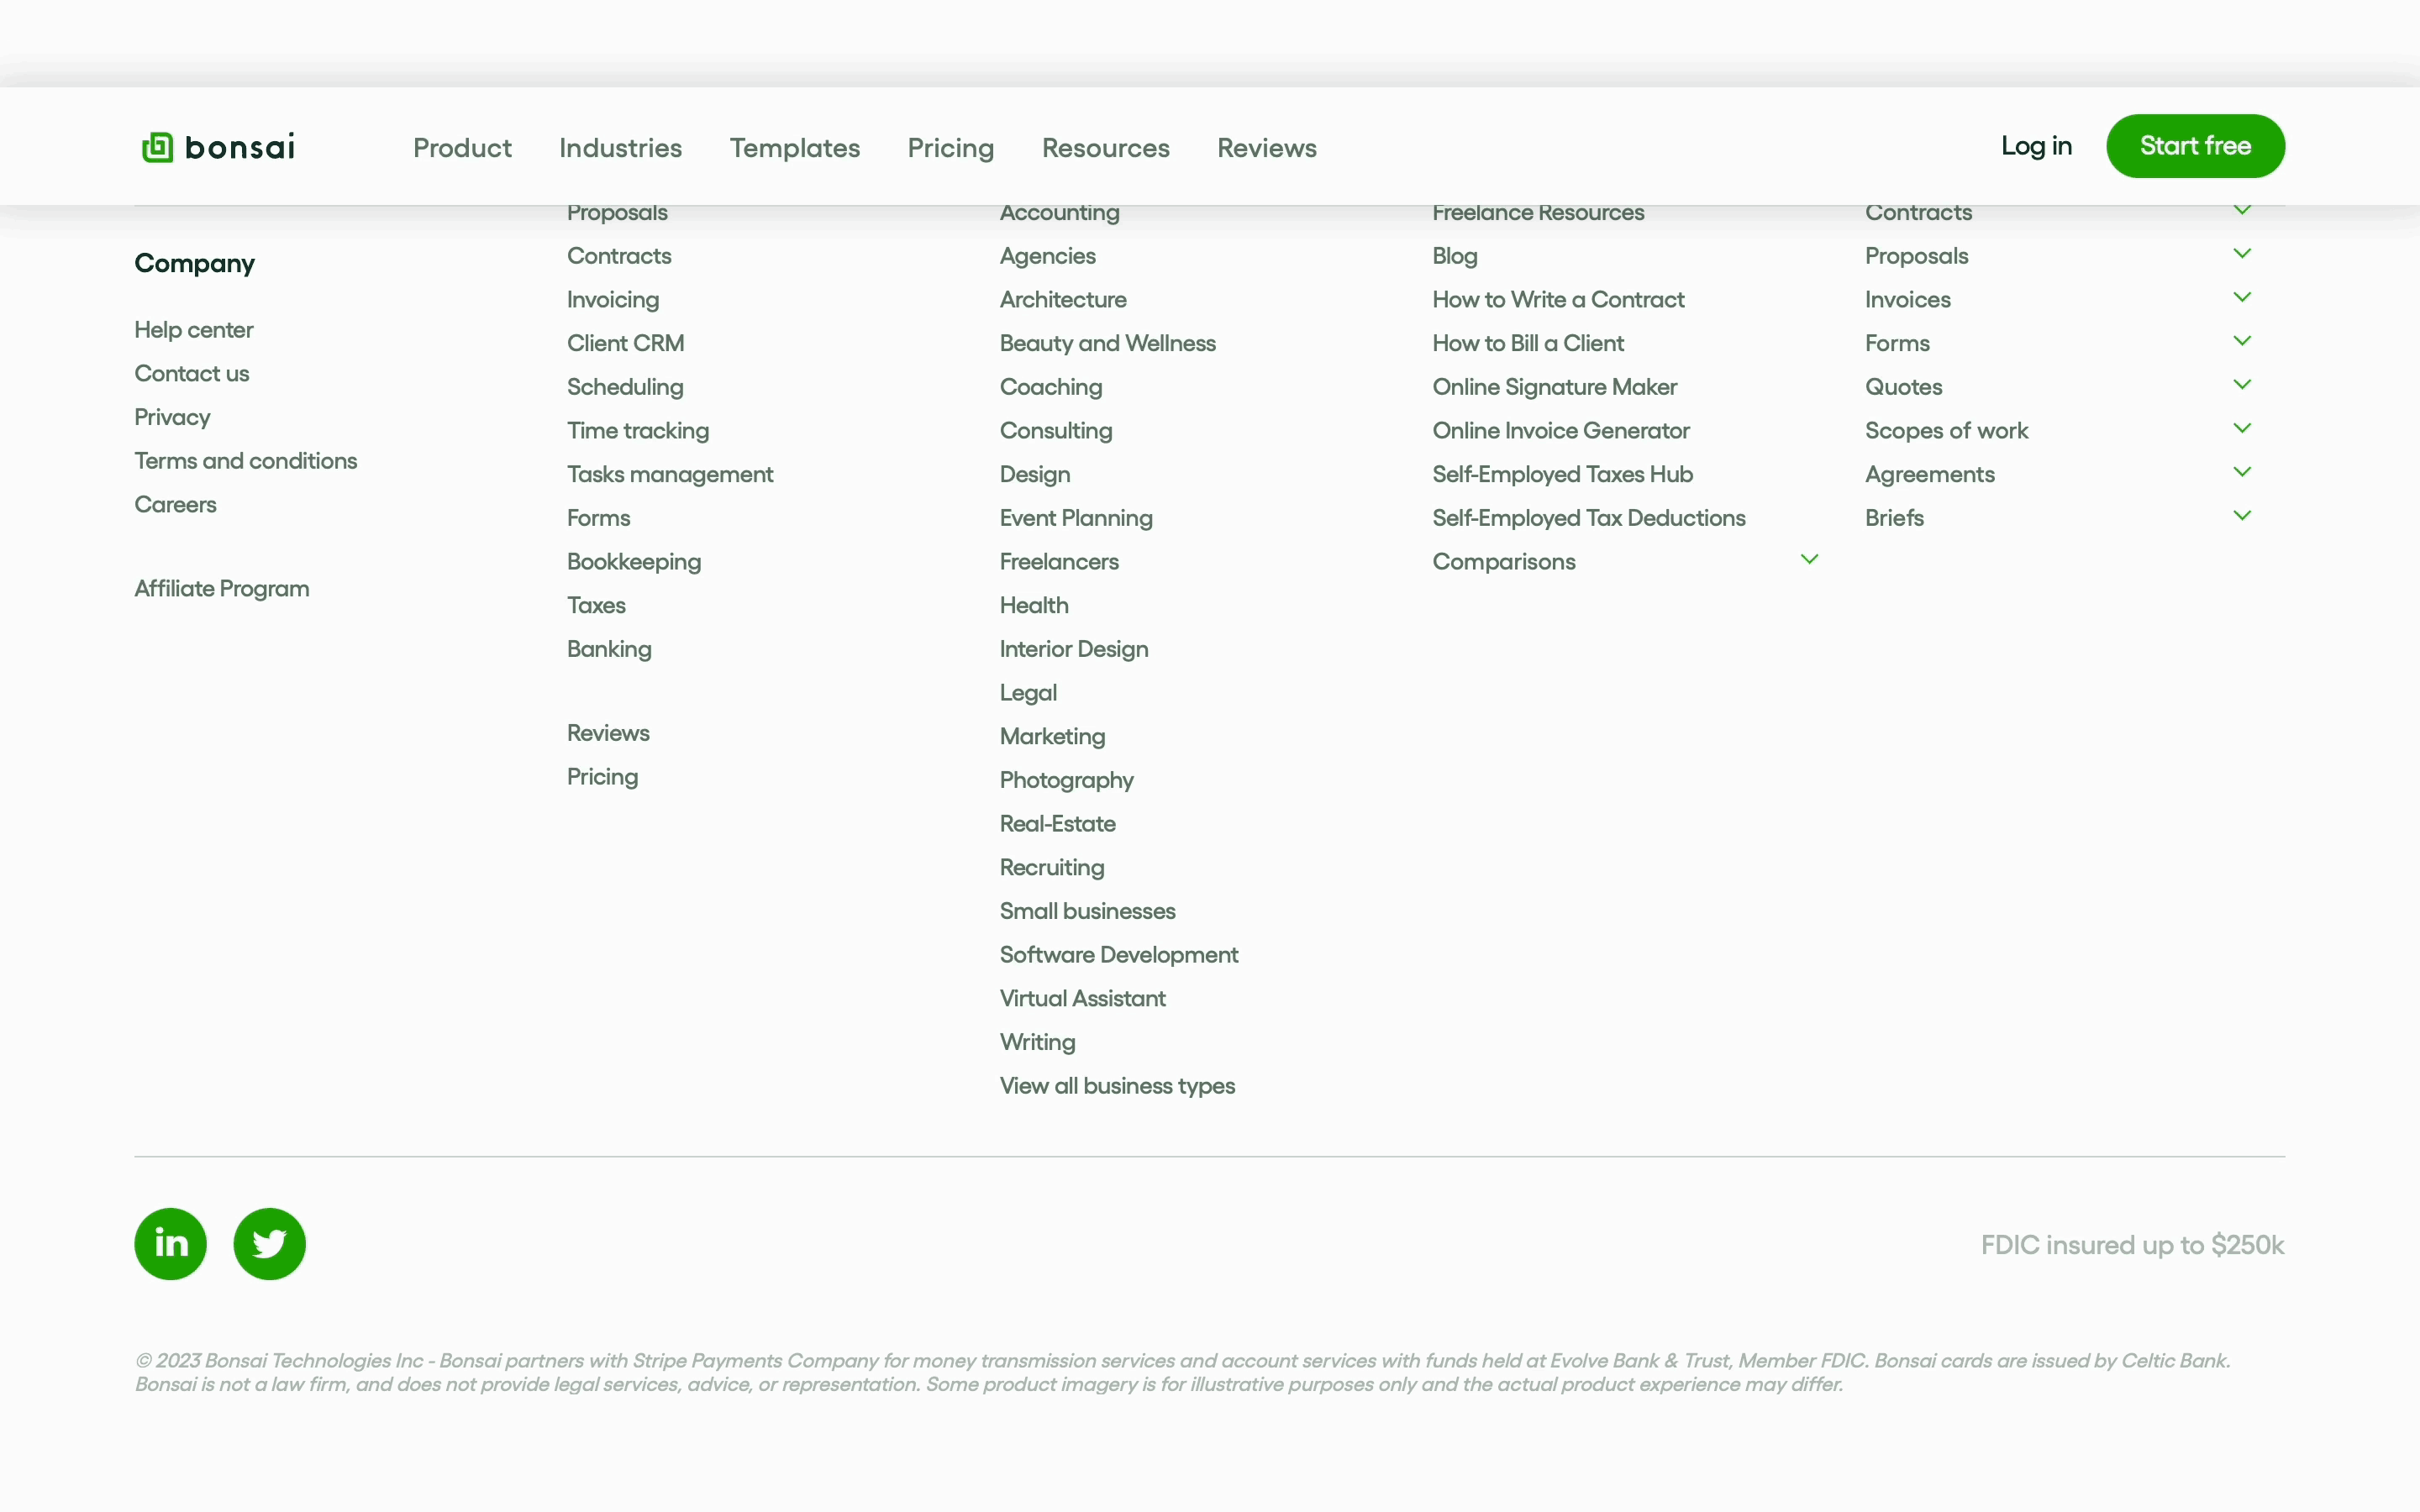 bonsai
Product
Industries
Templates
Pricing
Resources
Reviews
Log in
Start free
Company
Help center
Contact us
Privacy
Terms and conditions
Careers
Affiliate Program
Proposals
Contracts
Invoicing
Client CRM
Scheduling
Time tracking
Tasks management
Forms
Bookkeeping
Taxes
Banking
Reviews
Pricing
Accounting
Agencies
Architecture
Beauty and Wellness
Coaching
Consulting
Design
Event Planning
Freelancers
Health
Interior Design
Legal
Marketing
Photography
Real-Estate
Recruiting
Small businesses
Software Development
Virtual Assistant
Writing
View all business types
Freelance Resources
Blog
How to Write a Contract
How to Bill a Client
Online Signature Maker
Online Invoice Generator
Self-Employed Taxes Hub
Self-Employed Tax Deductions
Comparisons
Contracts
Proposals
Invoices
Forms
Quotes
Scopes of work
Agreements
Briefs
in
FDIC insured up to $250k
© 2023 Bonsai Technologies Inc - Bonsai partners with Stripe Payments Company for money transmission services and account services with funds held at Evolve Bank & Trust, Member FDIC. Bonsai cards are issued by Celtic Bank.
Bonsai is not a law firm, and does not provide legal services, advice, or representation. Some product imagery is for illustrative purposes only and the actual product experience may differ.